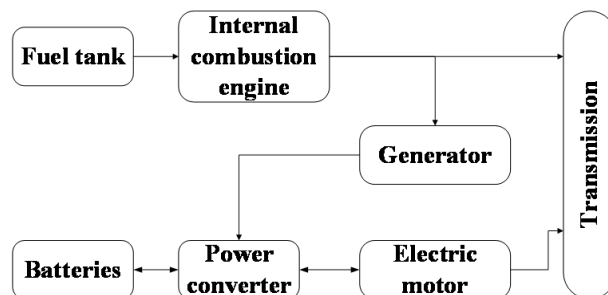 Fuel tank
Internal
combustion
engine
Transmission
Generator
Batteries
Power
converter
Electric
motor